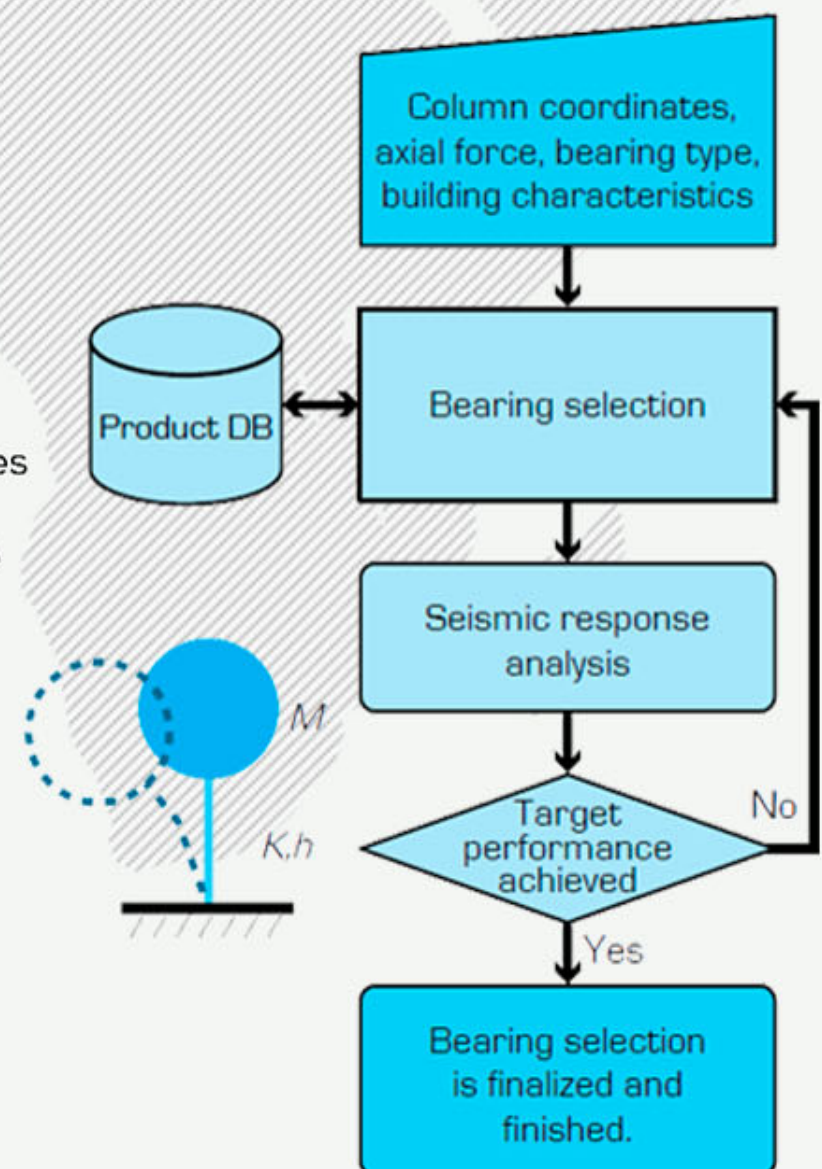 Column coordinates,
axial force, bearing type,
building characteristics
Product DB
Bearing selection
es
Seismic response
analysis
M
K,h
Target
performance
achieved
No
Yes
Bearing selection
is finalized and
finished.